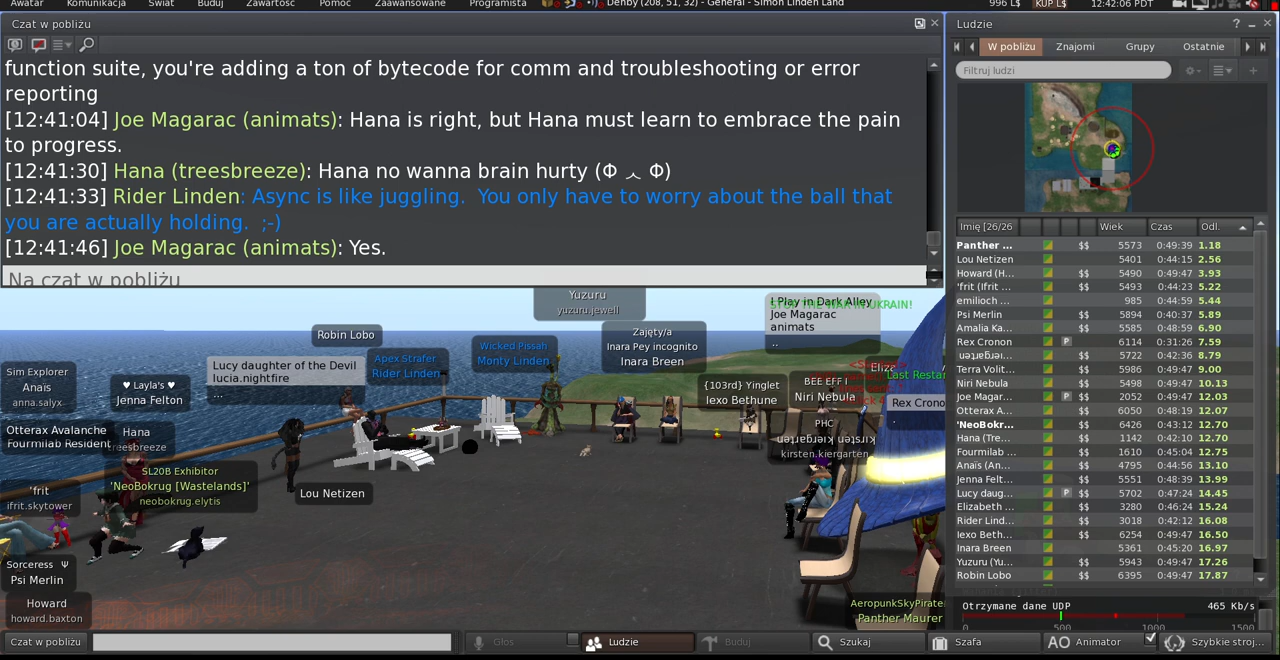 Awatar Komunikacja Świat Buduj Zawartość Pomoc Zaawansowane Programista Denby (208, 51, 32) - General - Simon Linden Land 996 L$ KUP L$ 12:42:06 PDT
Czat w pobliżu
function suite, you're adding a ton of bytecode for comm and troubleshooting or error
reporting
[12:41:04] Joe Magarac (animats): Hana is right, but Hana must learn to embrace the pain
to progress.
[12:41:30] Hana (treesbreeze): Hana no wanna brain hurty (Φ ︿ Φ)
[12:41:33] Rider Linden: Async is like juggling.  You only have to worry about the ball that
you are actually holding.  ;-)
[12:41:46] Joe Magarac (animats): Yes.
Na czat w pobliżu
Yuzuru
yuzuru.jewell
Robin Lobo
Wicked Pissah
Monty Linden
Zajęty/a
Inara Pey incognito
Inara Breen
I Play in Dark Alley
Joe Magarac
animats
..
Sim Explorer
Anaïs
anna.salyx
♥ Layla's ♥
Jenna Felton
Lucy daughter of the Devil
lucia.nightfire
...
Apex Strafer
Rider Linden
{103rd} Yinglet
Iexo Bethune
BEE EFF !
Niri Nebula
Last Restar
Rex Crono
.
Otterax Avalanche
Fourmilab Resident
Hana
treesbreeze
PHC
kirsten.kiergarten
SL20B Exhibitor
'NeoBokrug [Wastelands]'
neobokrug.elytis
'frit
ifrit.skytower
Lou Netizen
Sorceress Ψ
Psi Merlin
Howard
howard.baxton
AeropunkSkyPirate
Panther Maurer
Ludzie
W pobliżu Znajomi Grupy Ostatnie
Filtruj ludzi
Imię [26/26 Wiek Czas Odl.
Panther ... $$ 5573 0:49:39 1.18
Lou Netizen 5401 0:44:15 2.56
Howard (H... $$ 5490 0:49:47 3.93
'frit (Ifrit ... $$ 5493 0:44:23 5.22
emilioch ... 985 0:44:59 5.44
Psi Merlin $$ 5894 0:40:37 5.89
Amalia Ka... $$ 5585 0:48:59 6.90
Rex Cronon P 6114 0:31:26 7.59
$$ 5722 0:42:36 8.79
Terra Volit... $$ 5986 0:49:47 9.00
Niri Nebula $$ 5498 0:49:47 10.13
Joe Magar... P $$ 2052 0:49:47 12.03
Otterax A... $$ 6050 0:48:19 12.07
'NeoBokr... $$ 6426 0:43:12 12.70
Hana (Tre... $$ 1142 0:42:10 12.70
Fourmilab ... $$ 1610 0:45:04 12.75
Anaïs (An... $$ 4795 0:44:56 13.10
Jenna Felt... $$ 5551 0:48:39 13.99
Lucy daug... P $$ 5702 0:47:24 14.45
Elizabeth ... $$ 3280 0:46:24 15.24
Rider Lind... $$ 3018 0:42:12 16.08
Iexo Beth... $$ 6254 0:49:47 16.50
Inara Breen 5361 0:45:20 16.97
Yuzuru (Yu... $$ 5943 0:49:47 17.26
Robin Lobo $$ 6395 0:49:47 17.87
Otrzymane dane UDP 465 Kb/s
0 500 1000 1500
Czat w pobliżu Głos Ludzie Buduj Szukaj Szafa AO Animator Szybkie stroj...